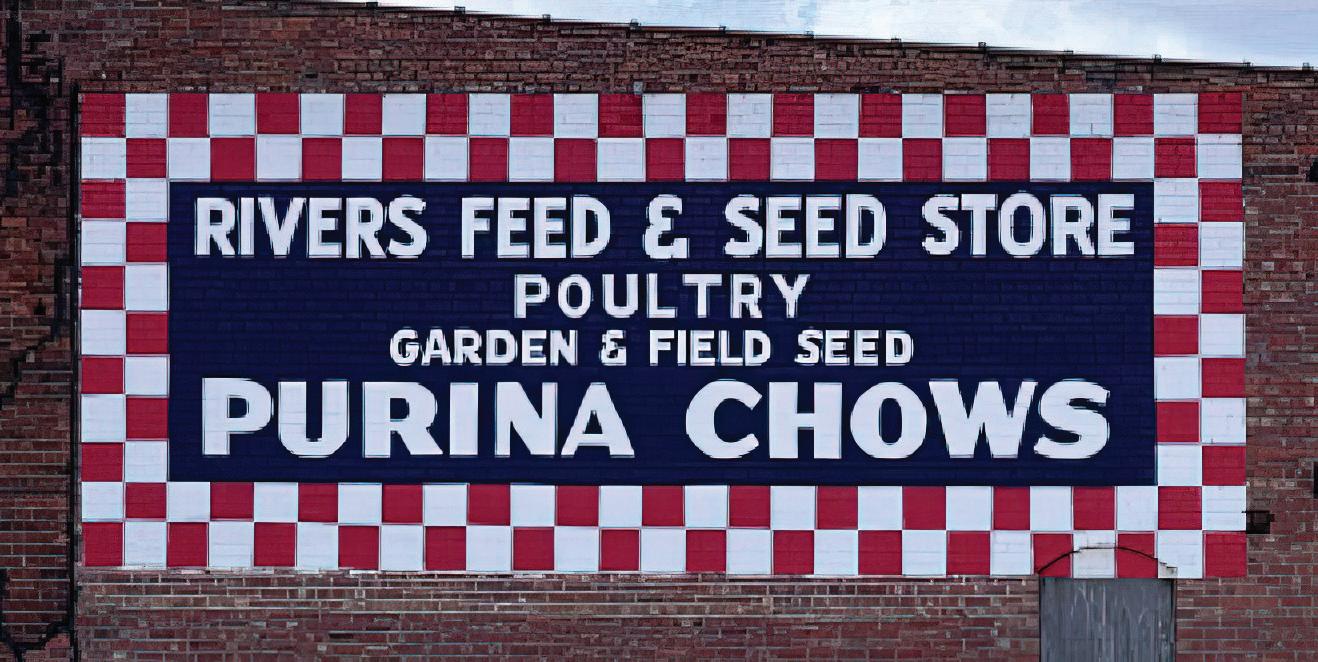 RIVERS FEED & SEED STORE
POULTRY
GARDEN & FIELD SEED
PURINA CHOWS